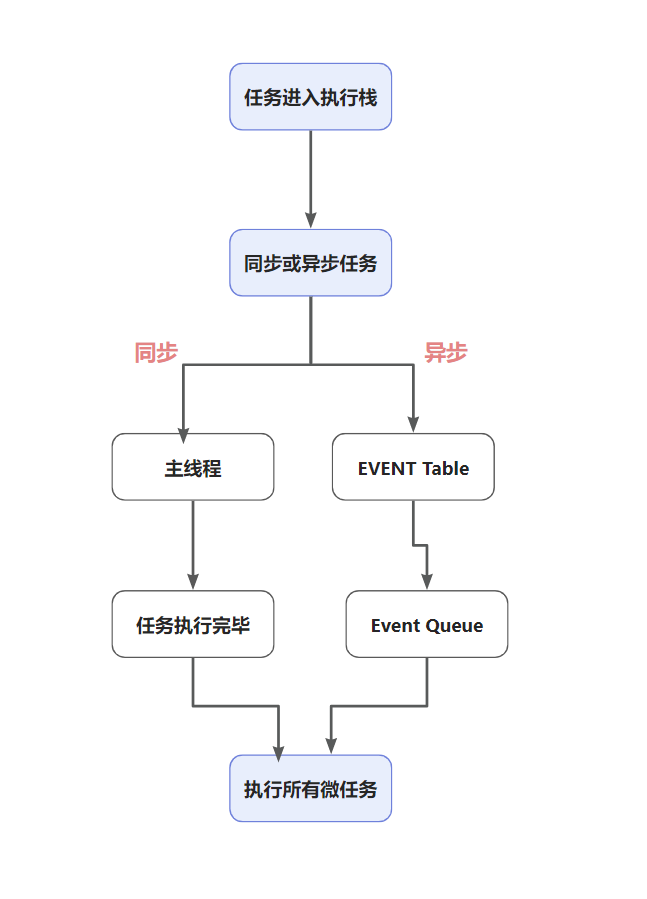 任务进入执行栈
同步或异步任务
同步
异步
主线程
EVENT Table
任务执行完毕
Event Queue
执行所有微任务